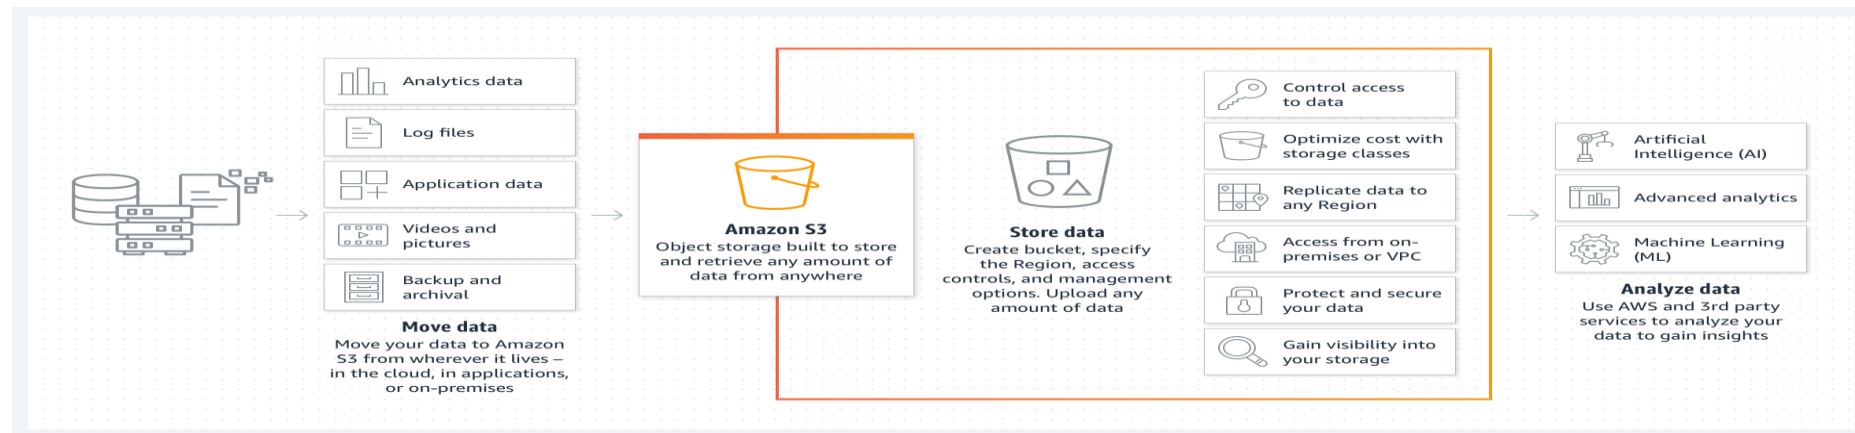 Analytics data
Log files
Application data
Videos and
pictures
Backup and
archival
Move data
Move your data to Amazon
S3 from wherever it lives –
in the cloud, in applications,
or on-premises
Amazon S3
Object storage built to store
and retrieve any amount of
data from anywhere
Store data
Create bucket, specify
the Region, access
controls, and management
options. Upload any
amount of data
Control access
to data
Optimize cost with
storage classes
Replicate data to
any Region
Access from on-
premises or VPC
Protect and secure
your data
Gain visibility into
your storage
Artificial
Intelligence (AI)
Advanced analytics
Machine Learning
(ML)
Analyze data
Use AWS and 3rd party
services to analyze your
data to gain insights